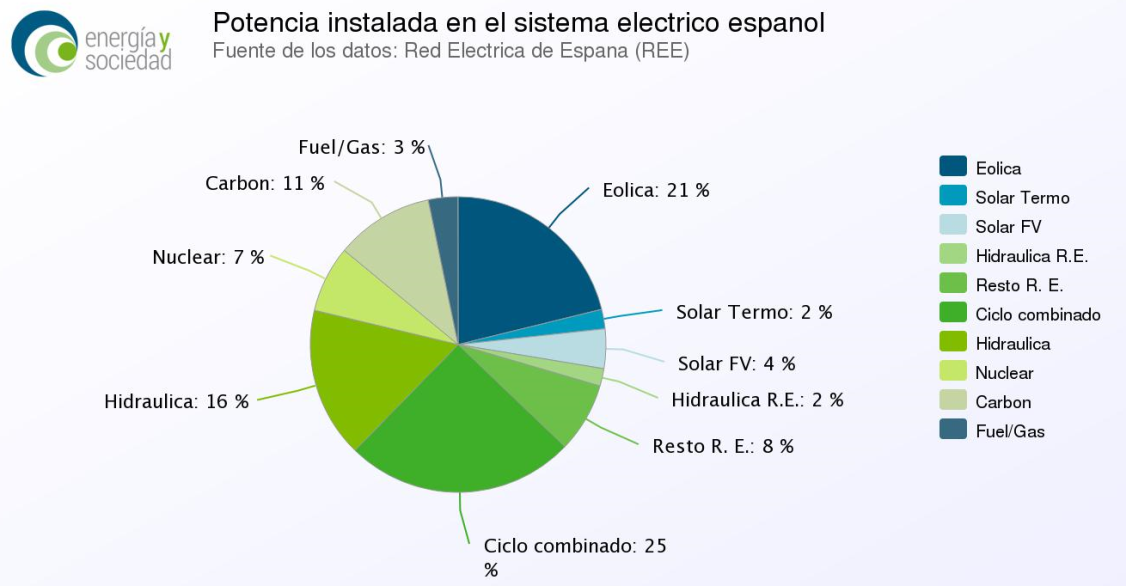 energía y
sociedad
Potencia instalada en el sistema electrico espanol
Fuente de los datos: Red Electrica de Espana (REE)
Fuel/Gas: 3 %
Carbon: 11 %
Eolica: 21 %
Nuclear: 7 %
Solar Termo: 2 %
Solar FV: 4 %
Hidraulica: 16 %
Hidraulica R.E.: 2 %
Resto R. E.: 8 %
Ciclo combinado: 25
%
Eolica
Solar Termo
Solar FV
Hidraulica R.E.
Resto R. E.
Ciclo combinado
Hidraulica
Nuclear
Carbon
Fuel/Gas